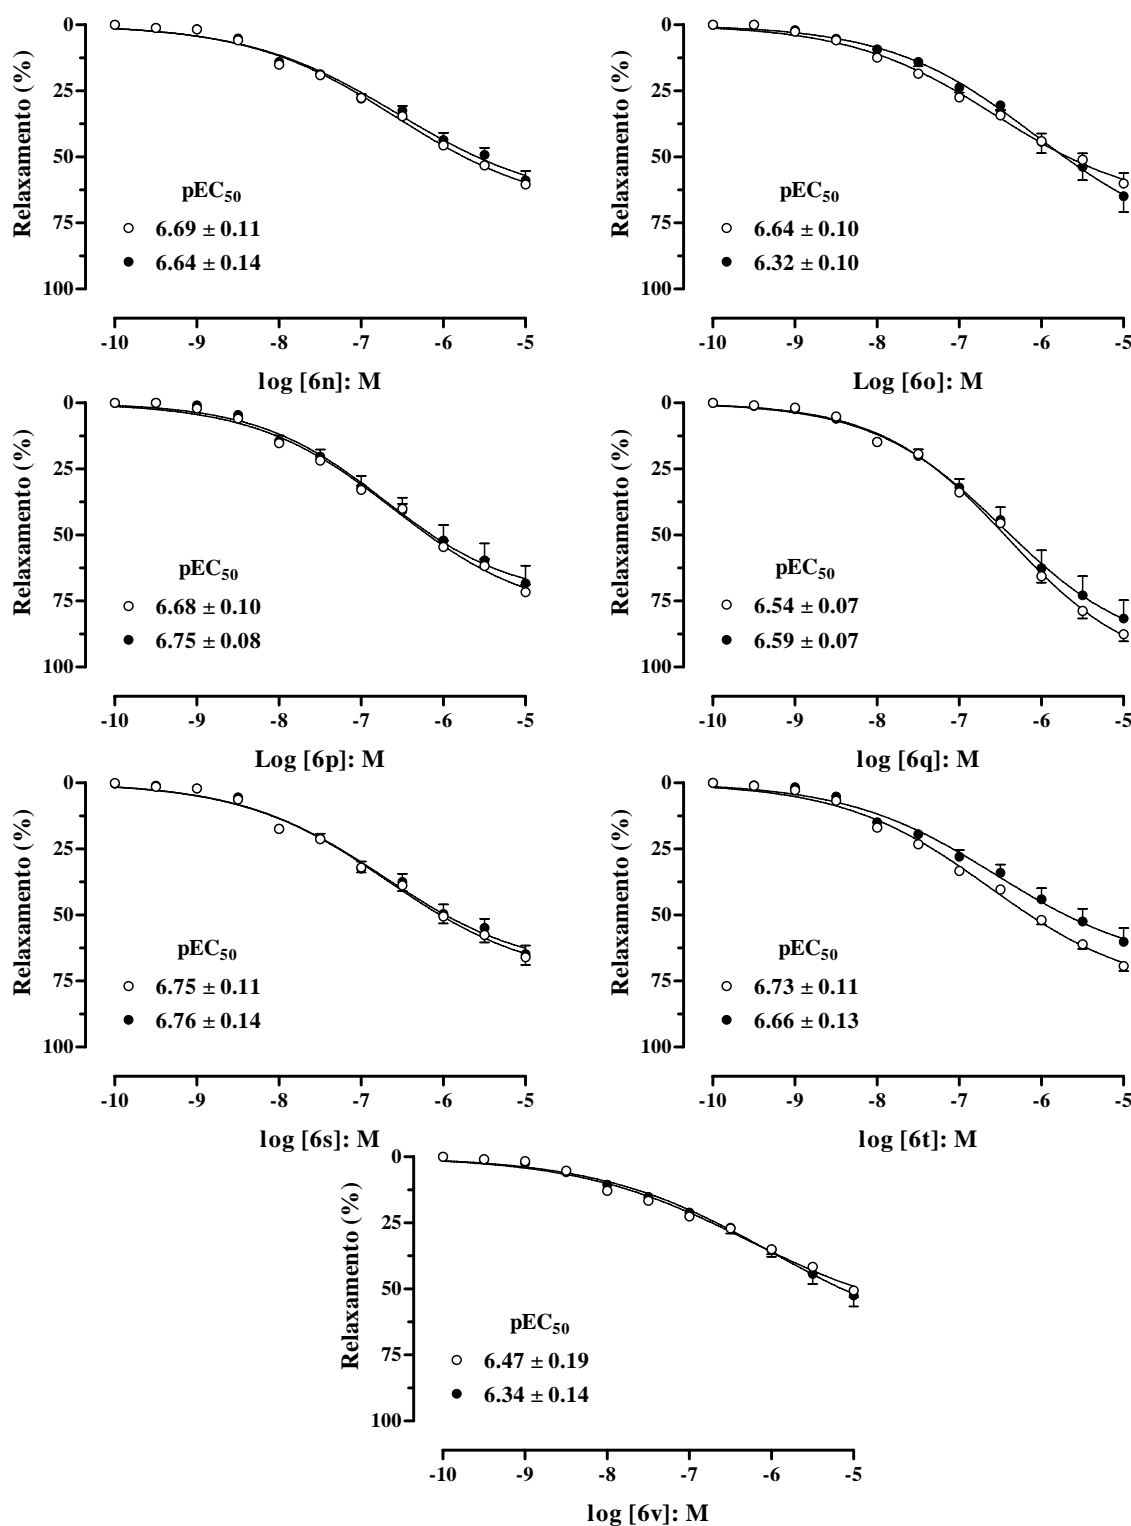 Relaxamento (%)
0
25
50
75
100
pEC50
6.69 ± 0.11
6.64 ± 0.14
-10 -9 -8 -7 -6 -5
log [6n]: M
Relaxamento (%)
0
25
50
75
100
pEC50
6.64 ± 0.10
6.32 ± 0.10
-10 -9 -8 -7 -6 -5
Log [6o]: M
Relaxamento (%)
0
25
50
75
100
pEC50
6.68 ± 0.10
6.75 ± 0.08
-10 -9 -8 -7 -6 -5
Log [6p]: M
Relaxamento (%)
0
25
50
75
100
pEC50
6.54 ± 0.07
6.59 ± 0.07
-10 -9 -8 -7 -6 -5
log [6q]: M
Relaxamento (%)
0
25
50
75
100
pEC50
6.75 ± 0.11
6.76 ± 0.14
-10 -9 -8 -7 -6 -5
log [6s]: M
Relaxamento (%)
0
25
50
75
100
pEC50
6.73 ± 0.11
6.66 ± 0.13
-10 -9 -8 -7 -6 -5
log [6t]: M
Relaxamento (%)
0
25
50
75
100
pEC50
6.47 ± 0.19
6.34 ± 0.14
-10 -9 -8 -7 -6 -5
log [6v]: M